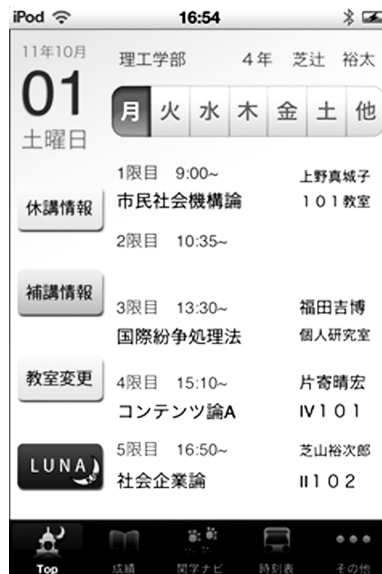 iPod 16:54
11年10月
01
土曜日
理工学部 4年 芝辻 裕太
月 火 水 木 金 土 他
1限目 9:00~ 上野真城子
市民社会機構論 101教室
2限目 10:35~
3限目 13:30~ 福田吉博
国際紛争処理法 個人研究室
4限目 15:10~ 片寄晴宏
コンテンツ論A Ⅳ101
5限目 16:50~ 芝山裕次郎
社会企業論 Ⅱ102
休講情報
補講情報
教室変更
LUNA
Top 成績 関学ナビ 時刻表 その他